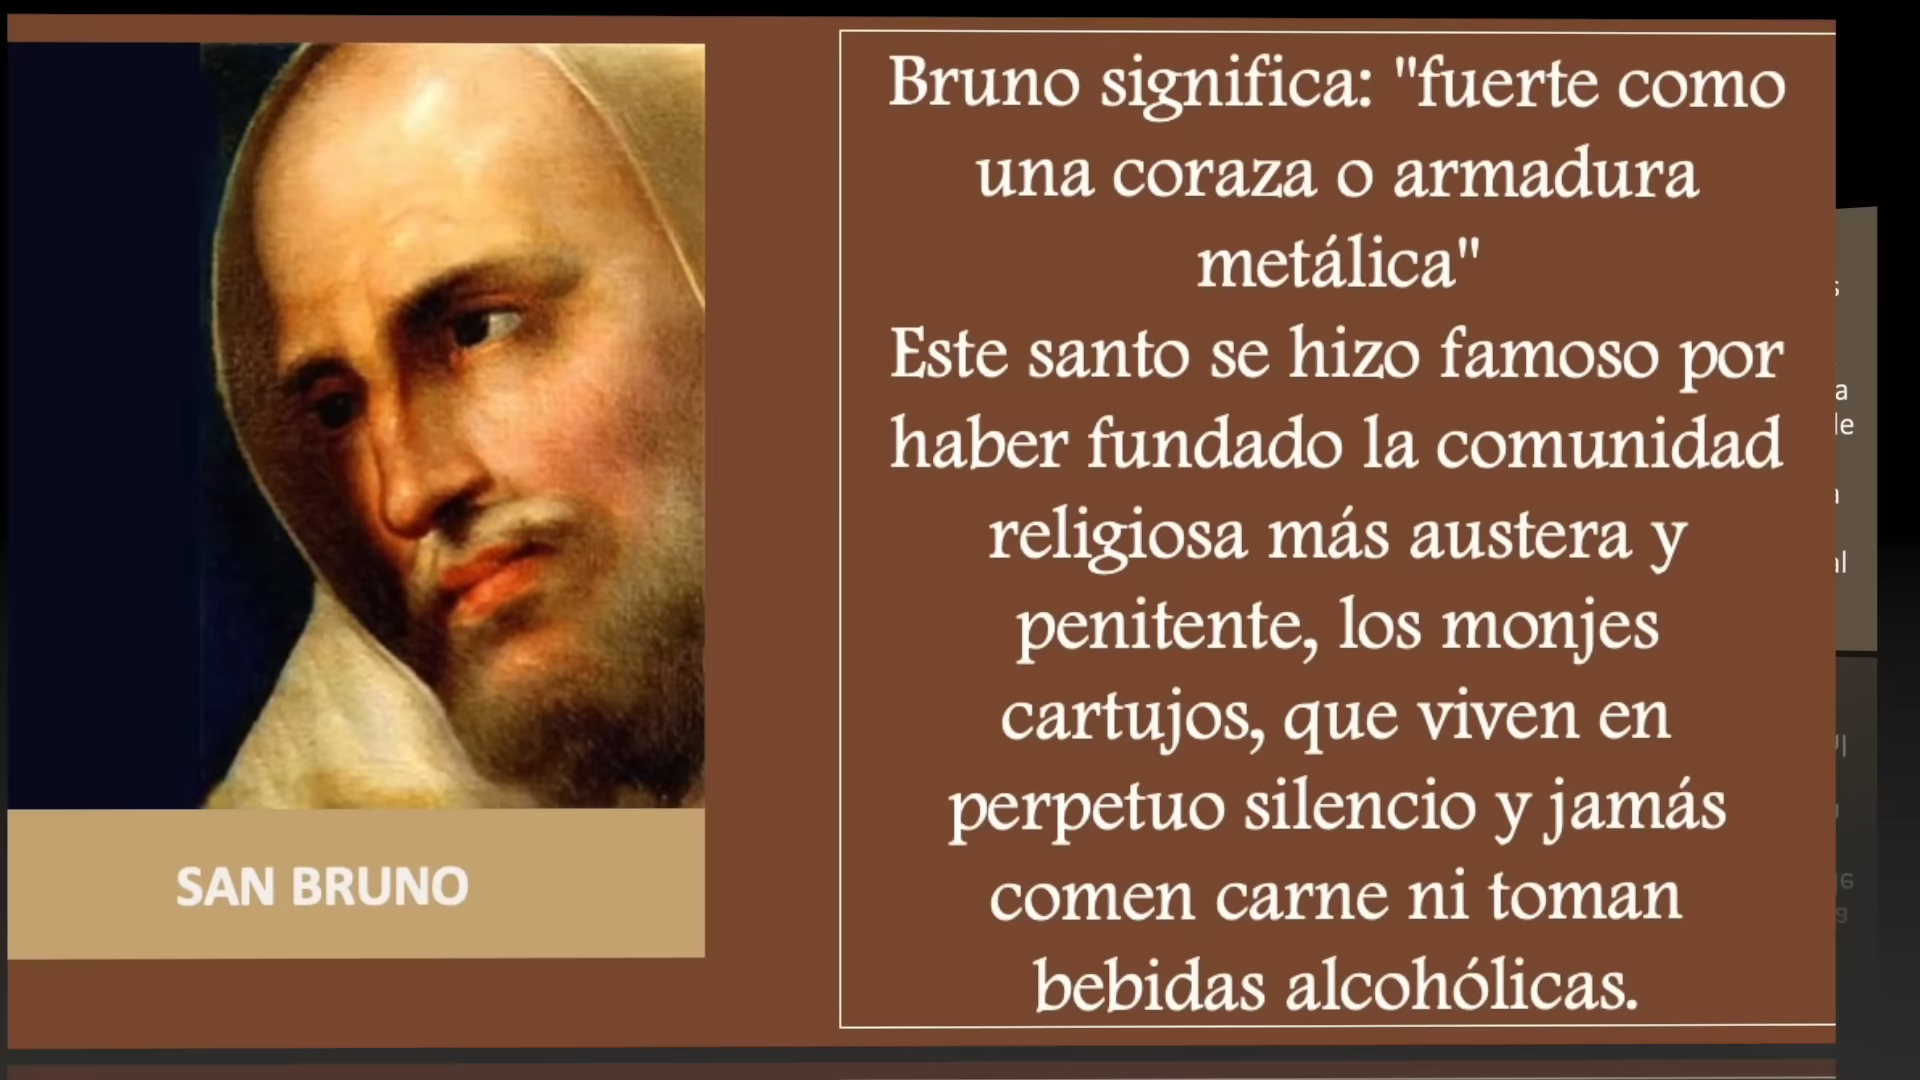 Bruno significa: "fuerte como
una coraza o armadura
metálica"
Este santo se hizo famoso por
haber fundado la comunidad
religiosa más austera y
penitente, los monjes
cartujos, que viven en
perpetuo silencio y jamás
comen carne ni toman
bebidas alcohólicas.
SAN BRUNO